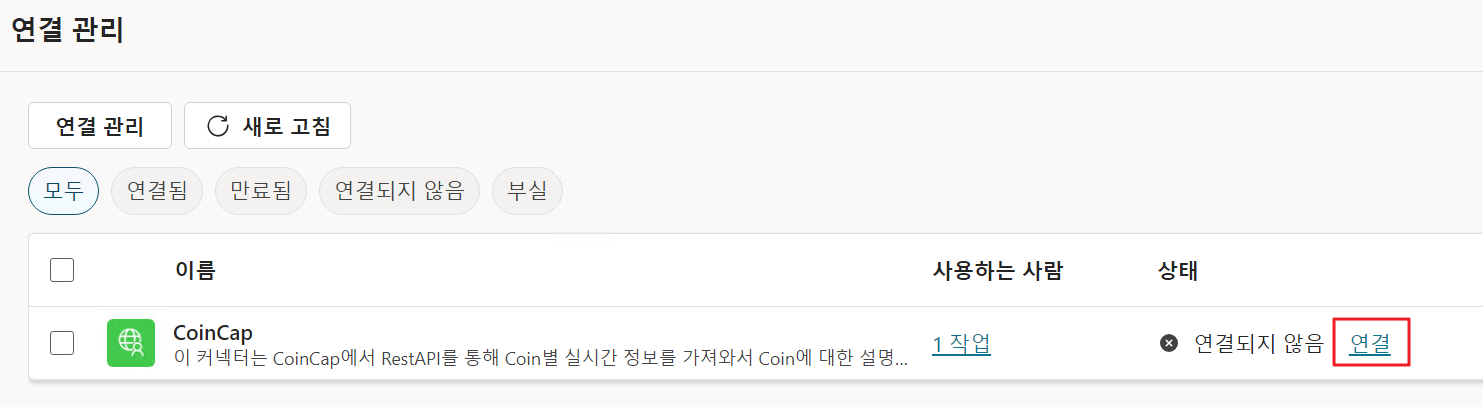 연결 관리
연결 관리 새로 고침
모두 연결됨 만료됨 연결되지 않음 부실
이름 사용하는 사람 상태
CoinCap
이 커넥터는 CoinCap에서 RestAPI를 통해 Coin별 실시간 정보를 가져와서 Coin에 대한 설명...
1 작업 연결되지 않음 연결